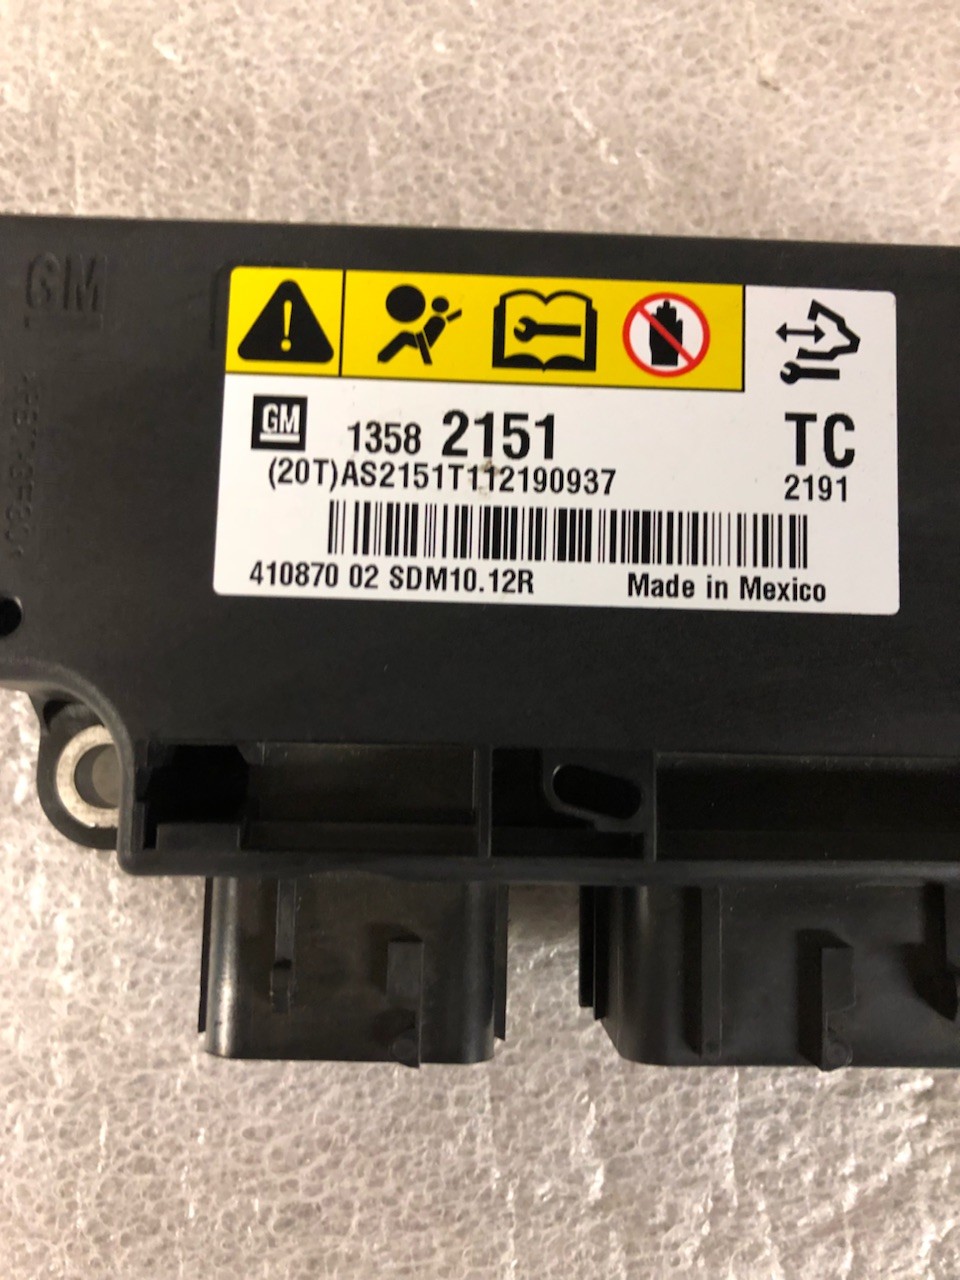 GM
GM 1358 2151 TC
(20T)AS2151T112190937 2191
410870 02 SDM10.12R Made in Mexico